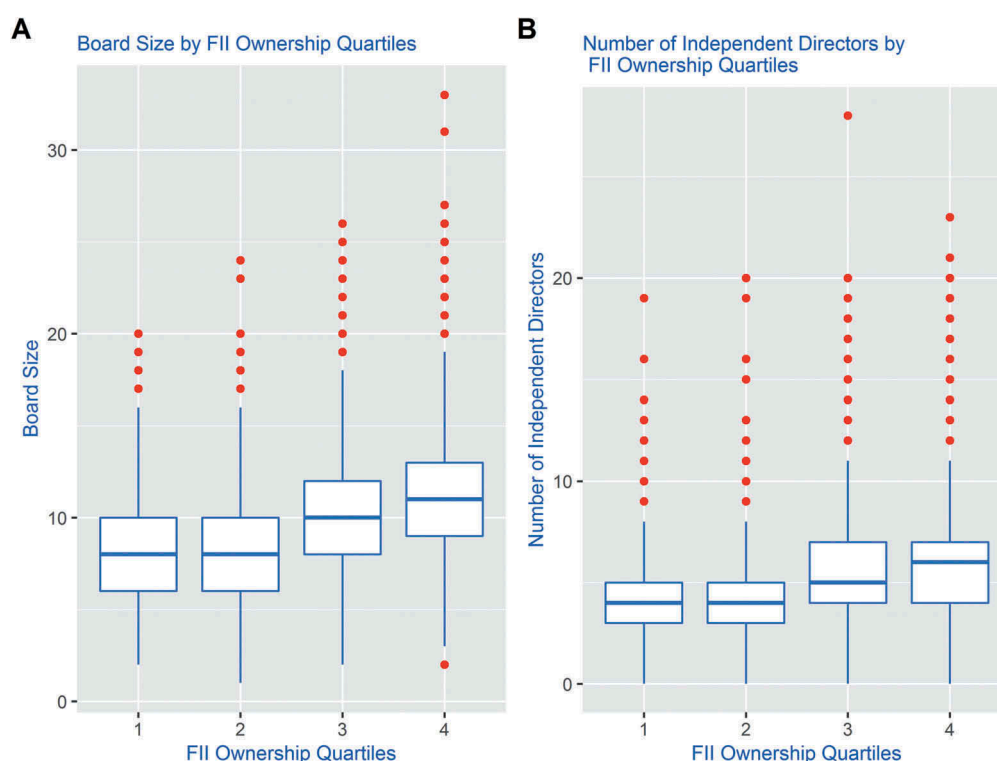 A
Board Size by FII Ownership Quartiles
30
20
10
0
Board Size
1 2 3 4
FII Ownership Quartiles
B
Number of Independent Directors by
FII Ownership Quartiles
20
10
0
Number of Independent Directors
1 2 3 4
FII Ownership Quartiles